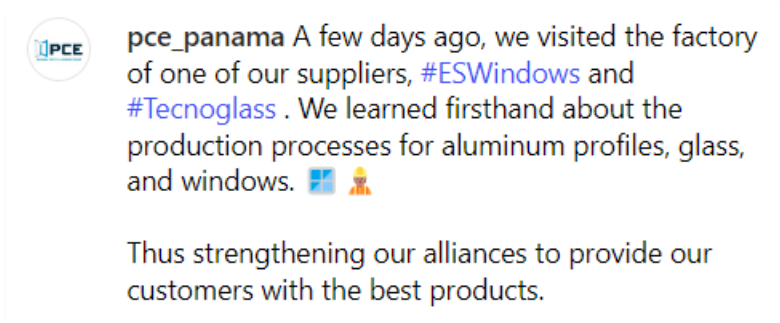 PCE
pce_panama A few days ago, we visited the factory
of one of our suppliers, #ESWindows and
#Tecnoglass . We learned firsthand about the
production processes for aluminum profiles, glass,
and windows. 🪟 👷🏽
Thus strengthening our alliances to provide our
customers with the best products.